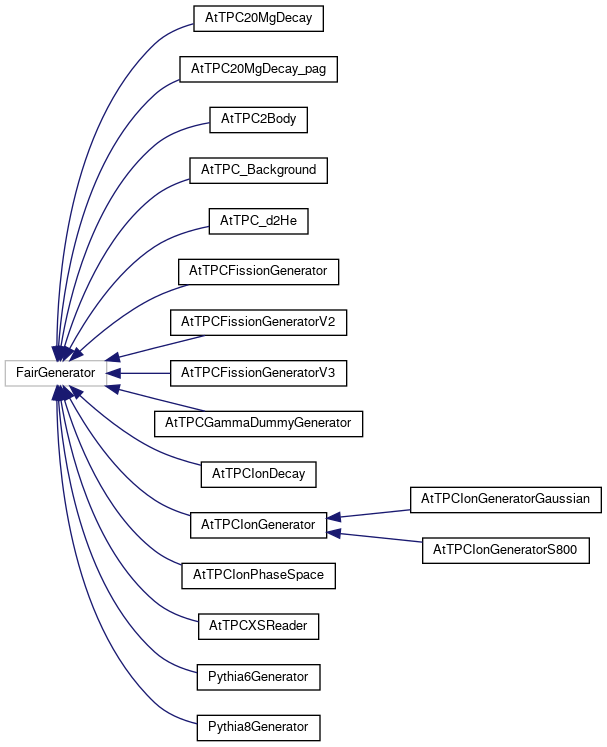 AtTPC20MgDecay
AtTPC20MgDecay_pag
AtTPC2Body
AtTPC_Background
AtTPC_d2He
AtTPCFissionGenerator
AtTPCFissionGeneratorV2
FairGenerator
AtTPCFissionGeneratorV3
AtTPCGammaDummyGenerator
AtTPCIonDecay
AtTPCIonGenerator
AtTPCIonGeneratorGaussian
AtTPCIonGeneratorS800
AtTPCIonPhaseSpace
AtTPCXSReader
Pythia6Generator
Pythia8Generator